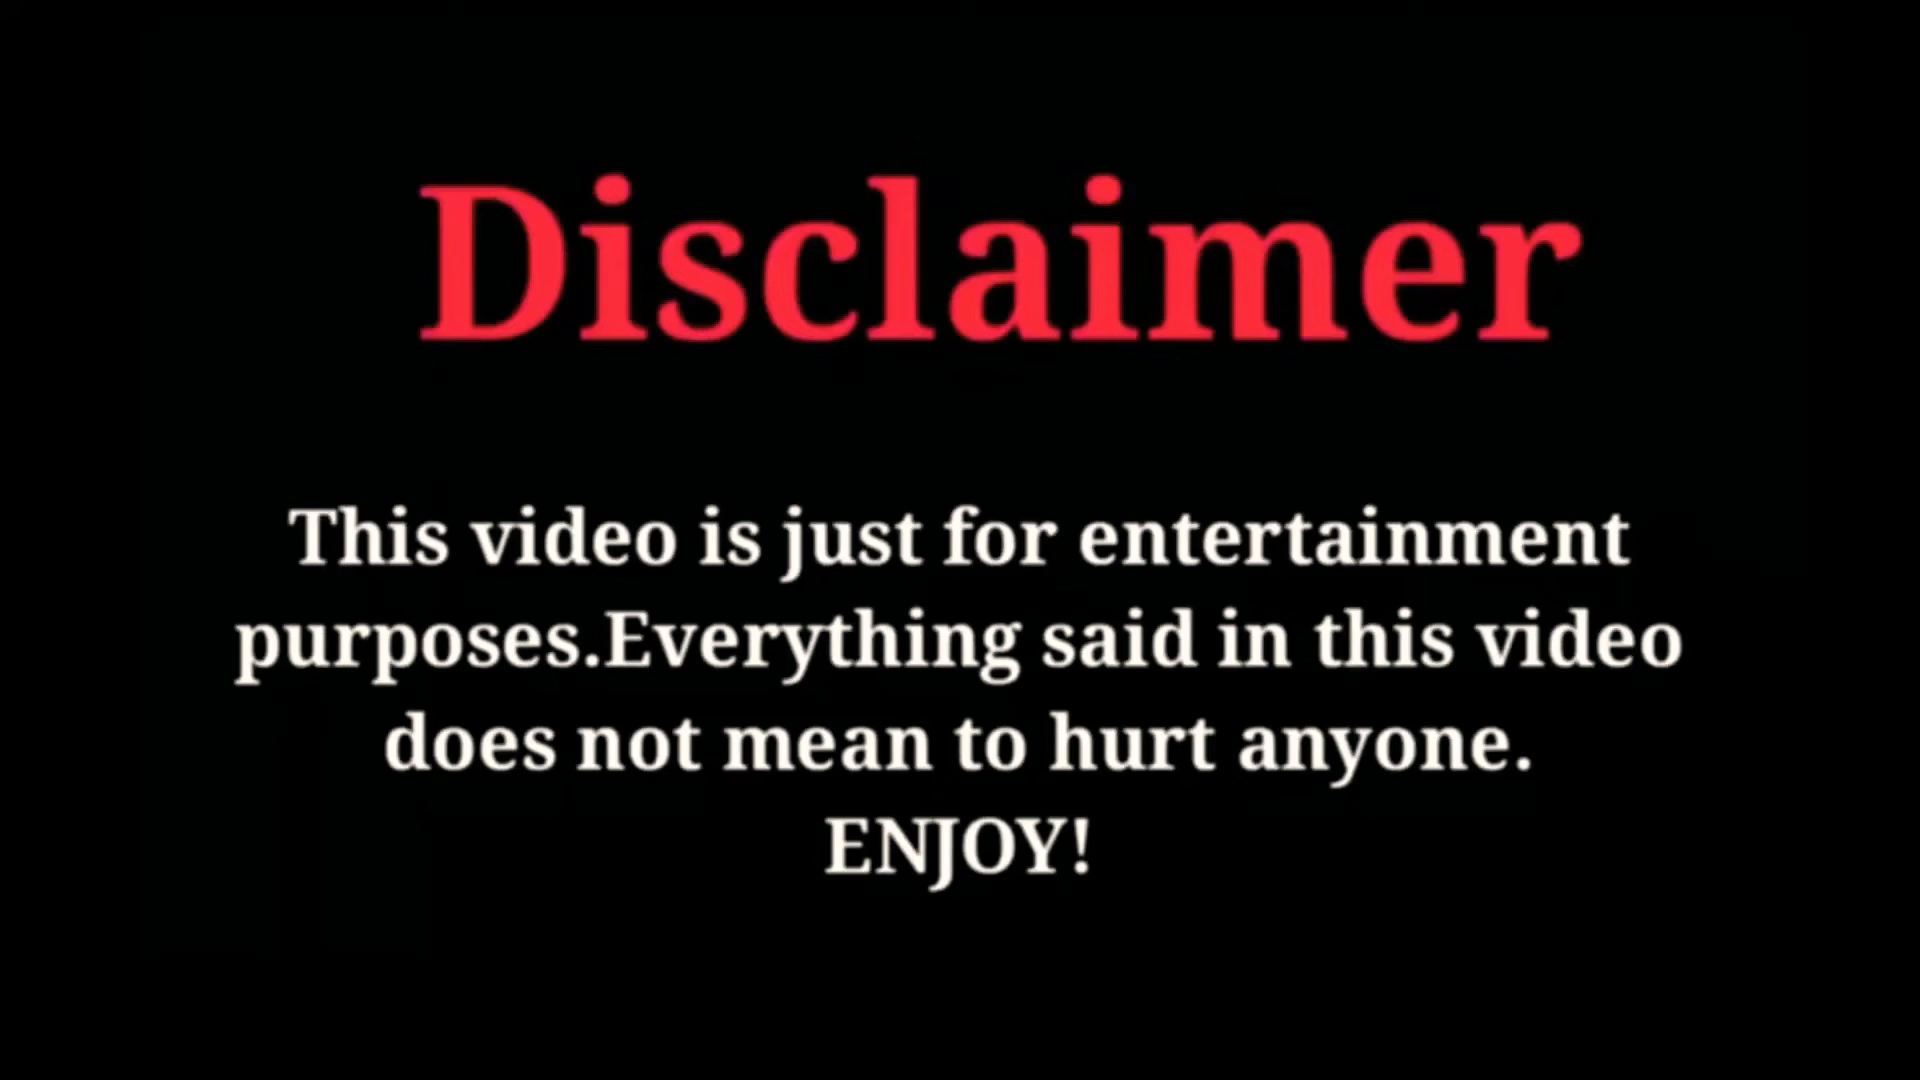 Disclaimer
This video is just for entertainment
purposes.Everything said in this video
does not mean to hurt anyone.
ENJOY!